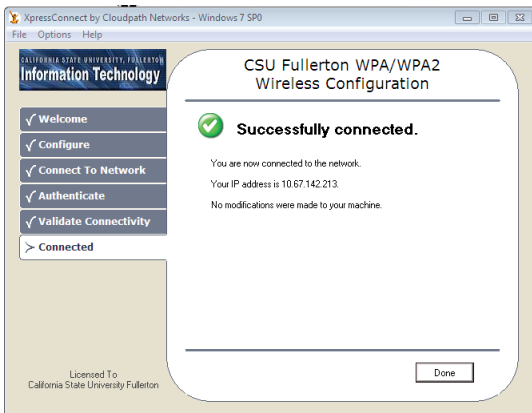 XpressConnect by Cloudpath Networks - Windows 7 SP0
File Options Help
CALIFORNIA STATE UNIVERSITY, FULLERTON
Information Technology
CSU Fullerton WPA/WPA2
Wireless Configuration
√ Welcome
√ Configure
√ Connect To Network
√ Authenticate
√ Validate Connectivity
> Connected
Successfully connected.
You are now connected to the network.
Your IP address is 10.67.142.213.
No modifications were made to your machine.
Licensed To
California State University Fullerton
Done